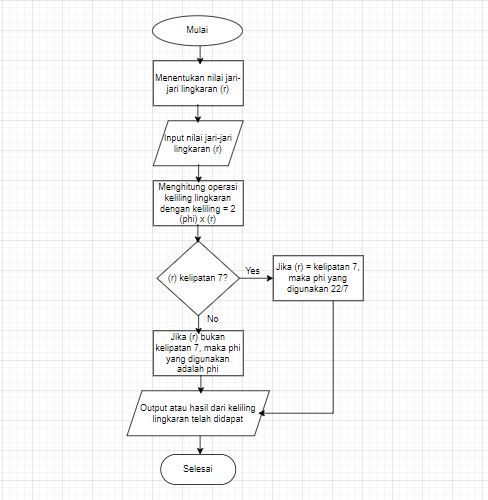 Mulai
Menentukan nilai jari-
jari lingkaran (r)
Input nilai jari-jari
lingkaran (r)
Menghitung operasi
keliling lingkaran
dengan keliling = 2
(phi) x (r)
(r) kelipatan 7?
Yes
Jika (r) = kelipatan 7,
maka phi yang
digunakan 22/7
No
Jika (r) bukan
kelipatan 7, maka phi
yang digunakan
adalah phi
Output atau hasil dari keliling
lingkaran telah didapat
Selesai